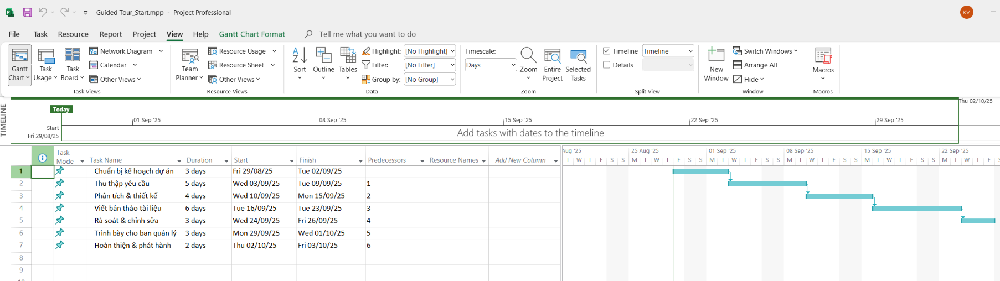 Guided Tour_Start.mpp - Project Professional
KV
File Task Resource Report Project View Help Gantt Chart Format Tell me what you want to do
Gantt Chart
Task Usage
Task Board
Network Diagram
Calendar
Other Views
Task Views
Team Planner
Resource Usage
Resource Sheet
Other Views
Resource Views
Sort
Outline
Tables
Highlight: [No Highlight]
Filter: [No Filter]
Group by: [No Group]
Data
Timescale:
Days
Zoom
Entire Project
Selected Tasks
Zoom
Timeline Timeline
Details
Split View
New Window
Switch Windows
Arrange All
Hide
Window
Macros
Macros
TIMELINE
Today
Start
Fri 29/08/25
01 Sep '25 08 Sep '25 15 Sep '25 22 Sep '25 29 Sep '25
Thu 02/10/25
Add tasks with dates to the timeline
Task Mode Task Name Duration Start Finish Predecessors Resource Names Add New Column
1 Chuẩn bị kế hoạch dự án 3 days Fri 29/08/25 Tue 02/09/25
2 Thu thập yêu cầu 5 days Wed 03/09/25 Tue 09/09/25 1
3 Phân tích & thiết kế 4 days Wed 10/09/25 Mon 15/09/25 2
4 Viết bản thảo tài liệu 6 days Tue 16/09/25 Tue 23/09/25 3
5 Rà soát & chỉnh sửa 3 days Wed 24/09/25 Fri 26/09/25 4
6 Trình bày cho ban quản lý 3 days Mon 29/09/25 Wed 01/10/25 5
7 Hoàn thiện & phát hành 2 days Thu 02/10/25 Fri 03/10/25 6
8
9
Aug '25 25 Aug '25 01 Sep '25 08 Sep '25 15 Sep '25 22 Sep '25
T W T F S S M T W T F S S M T W T F S S M T W T F S S M T W T F S S M T W T F S